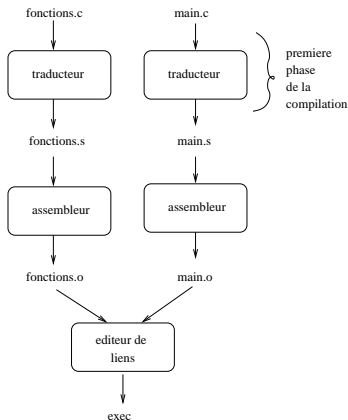 fonctions.c
main.c
traducteur
traducteur
premiere
phase
de la
compilation
fonctions.s
main.s
assembleur
assembleur
fonctions.o
main.o
editeur de
liens
exec